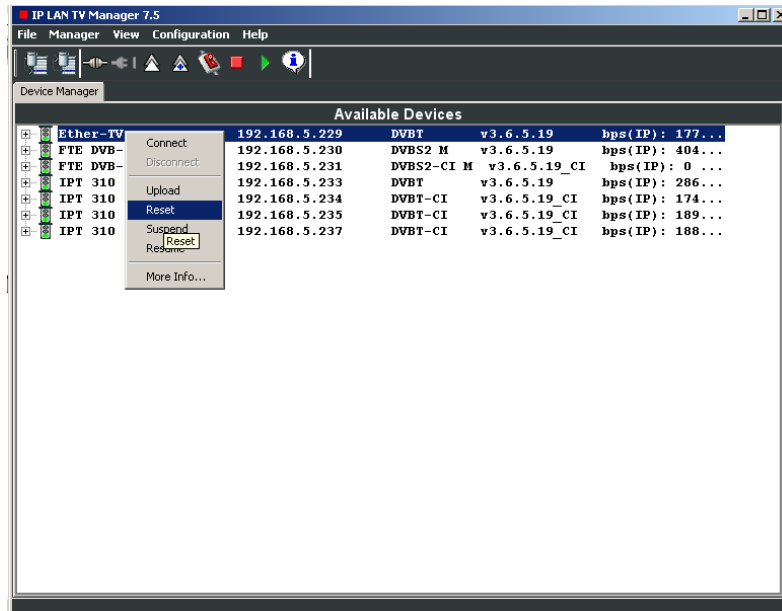 IP LAN TV Manager 7.5
File Manager View Configuration Help
Device Manager
Available Devices
Ether-TV 192.168.5.229 DVBT v3.6.5.19 bps(IP): 177...
FTE DVB- 192.168.5.230 DVBS2 M v3.6.5.19 bps(IP): 404...
FTE DVB- 192.168.5.231 DVBS2-CI M v3.6.5.19_CI bps(IP): 0 ...
IPT 310 192.168.5.233 DVBT v3.6.5.19 bps(IP): 286...
IPT 310 192.168.5.234 DVBT-CI v3.6.5.19_CI bps(IP): 174...
IPT 310 192.168.5.235 DVBT-CI v3.6.5.19_CI bps(IP): 189...
IPT 310 192.168.5.237 DVBT-CI v3.6.5.19_CI bps(IP): 188...
Connect
Disconnect
Upload
Reset
Suspend
Reset
Resume
More Info...